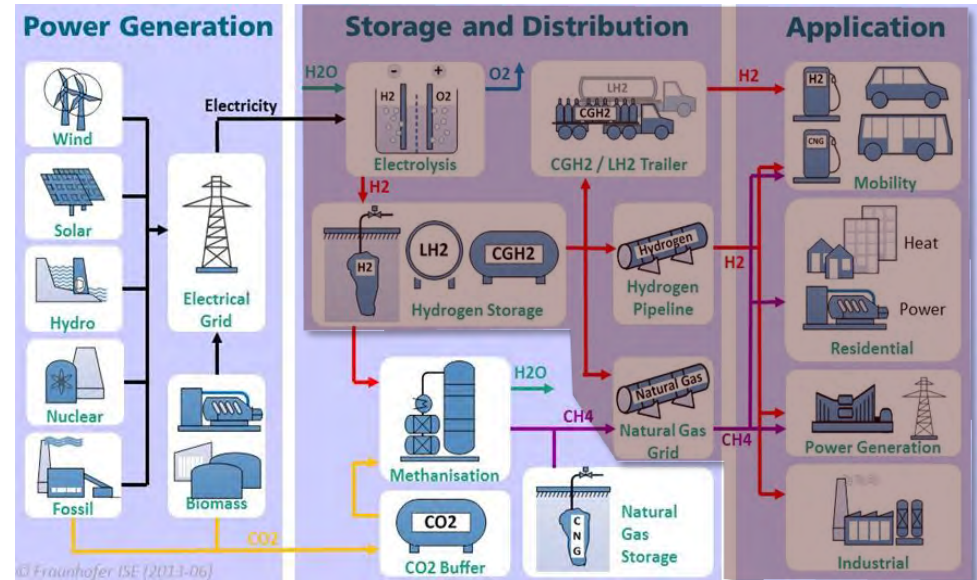 Power Generation
Storage and Distribution
Application
Wind
Solar
Hydro
Nuclear
Fossil
Electricity
Electrical
Grid
Biomass
CO2
© Fraunhofer ISE (2013-06)
H2O
- +
O2
H2 O2
Electrolysis
H2
LH2
CGH2
CGH2 / LH2 Trailer
H2
H2
LH2
CGH2
Hydrogen Storage
Hydrogen
Hydrogen
Pipeline
H2
Methanisation
H2O
CH4
CO2
CO2 Buffer
Natural Gas
Natural Gas
Grid
CH4
C
N
G
Natural
Gas
Storage
H2
CNG
Mobility
Heat
Power
Residential
Power Generation
Industrial